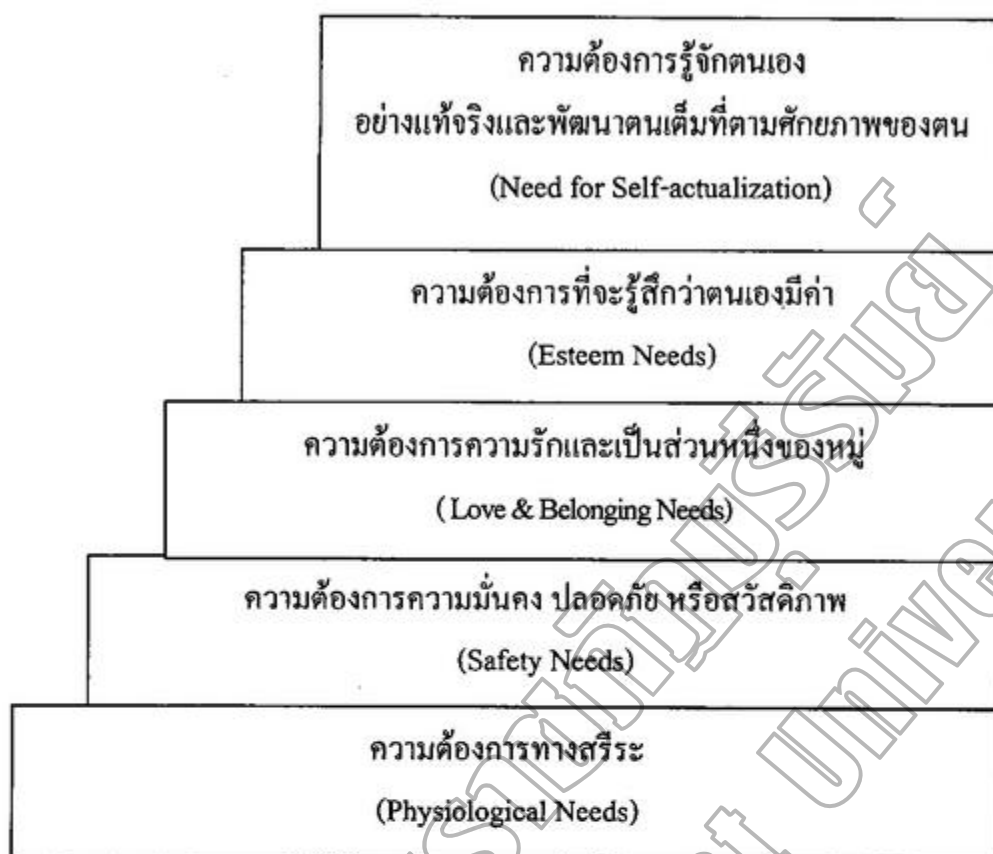 ความต้องการรู้จักตนเอง
อย่างแท้จริงและพัฒนาตนเต็มที่ตามศักยภาพของตน
(Need for Self-actualization)
ความต้องการที่จะรู้สึกว่าตนเองมีค่า
(Esteem Needs)
ความต้องการความรักและเป็นส่วนหนึ่งของหมู่
( Love & Belonging Needs)
ความต้องการความมั่นคง ปลอดภัย หรือสวัสดิภาพ
(Safety Needs)
ความต้องการทางสรีระ
(Physiological Needs)